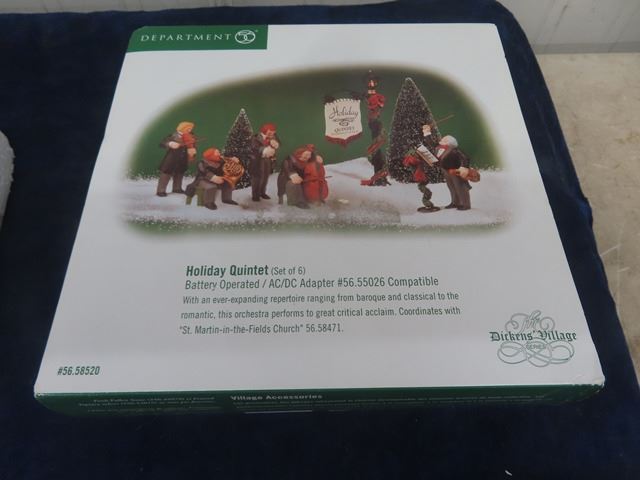 DEPARTMENT 56
Holiday
QUINTET
Holiday Quintet (Set of 6)
Battery Operated / AC/DC Adapter #56.55026 Compatible
With an ever-expanding repertoire ranging from baroque and classical to the
romantic, this orchestra performs to great critical acclaim. Coordinates with
"St. Martin-in-the-Fields Church" 56.58471.
The
Dickens' Village
SERIES
#56.58520
Village Accessories